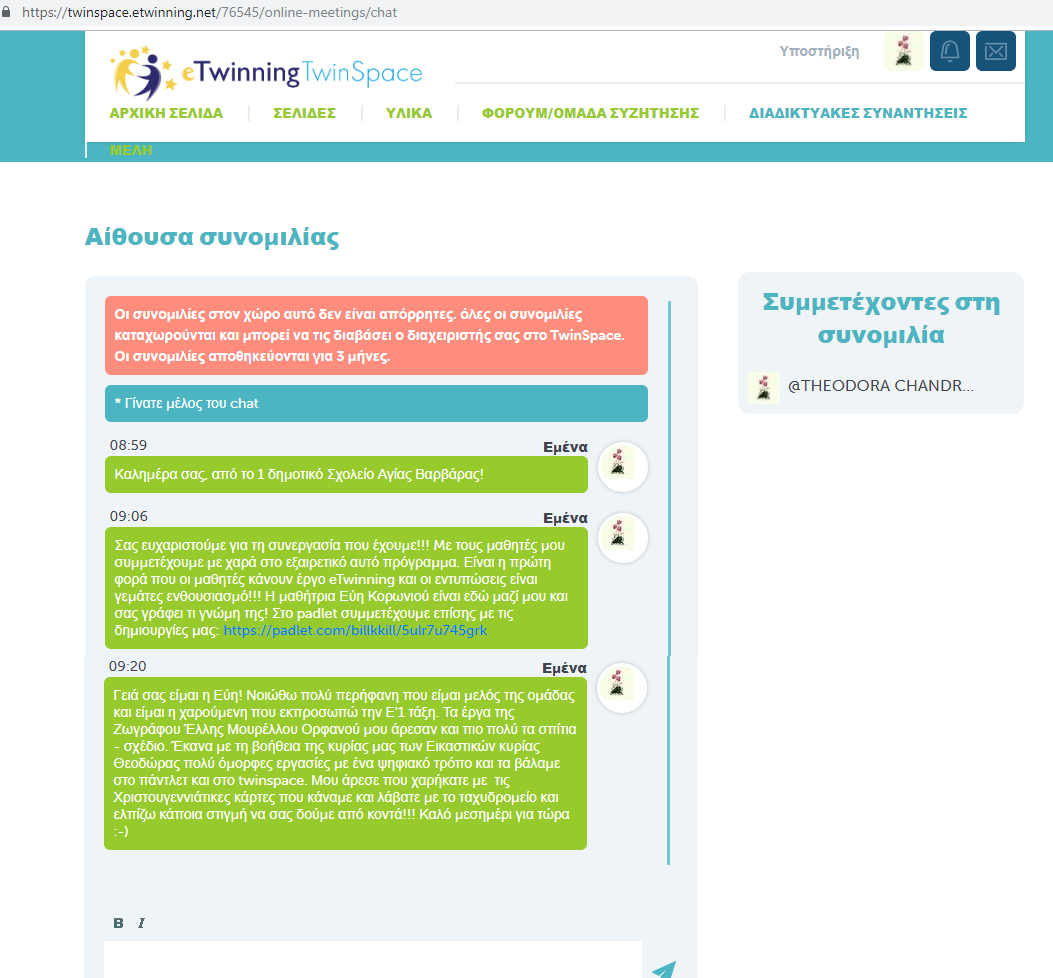 https://twinspace.etwinning.net/76545/online-meetings/chat
eTwinningTwinSpace
Υποστήριξη
ΑΡΧΙΚΗ ΣΕΛΙΔΑ
ΣΕΛΙΔΕΣ
ΥΛΙΚΑ
ΦΟΡΟΥΜ/ΟΜΑΔΑ ΣΥΖΗΤΗΣΗΣ
ΔΙΑΔΙΚΤΥΑΚΕΣ ΣΥΝΑΝΤΗΣΕΙΣ
ΜΕΛΗ
Αίθουσα συνομιλίας
Οι συνομιλίες στον χώρο αυτό δεν είναι απόρρητες. όλες οι συνομιλίες
καταχωρούνται και μπορεί να τις διαβάσει ο διαχειριστής σας στο TwinSpace.
Οι συνομιλίες αποθηκεύονται για 3 μήνες.
* Γίνατε μέλος του chat
08:59
Εμένα
Καλημέρα σας, από το 1 δημοτικό Σχολείο Αγίας Βαρβάρας!
09:06
Εμένα
Σας ευχαριστούμε για τη συνεργασία που έχουμε!!! Με τους μαθητές μου
συμμετέχουμε με χαρά στο εξαιρετικό αυτό πρόγραμμα. Είναι η πρώτη
φορά που οι μαθητές κάνουν έργο eTwinning και οι εντυπώσεις είναι
γεμάτες ενθουσιασμό!!! Η μαθήτρια Εύη Κορωνιού είναι εδώ μαζί μου και
σας γράφει τι γνώμη της! Στο padlet συμμετέχουμε επίσης με τις
δημιουργίες μας: https://padlet.com/billkkill/5ulr7u745grk
09:20
Εμένα
Γειά σας είμαι η Εύη! Νοιώθω πολύ περήφανη που είμαι μελός της ομάδας
και είμαι η χαρούμενη που εκπροσωπώ την Ε'1 τάξη. Τα έργα της
Ζωγράφου Έλλης Μουρέλλου Ορφανού μου άρεσαν και πιο πολύ τα σπίτια
- σχέδιο. Έκανα με τη βοήθεια της κυρίας μας των Εικαστικών κυρίας
Θεοδώρας πολύ όμορφες εργασίες με ένα ψηφιακό τρόπο και τα βάλαμε
στο πάντλετ και στο twinspace. Μου άρεσε που χαρήκατε με τις
Χριστουγεννιάτικες κάρτες που κάναμε και λάβατε με το ταχυδρομείο και
ελπίζω κάποια στιγμή να σας δούμε από κοντά!!! Καλό μεσημέρι για τώρα
:-)
B I
Συμμετέχοντες στη
συνομιλία
@THEODORA CHANDR...